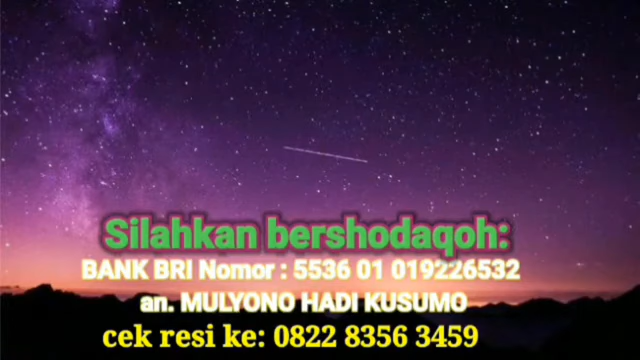 Silahkan bershodaqoh:
BANK BRI Nomor : 5536 01 019226532
an. MULYONO HADI KUSUMO
cek resi ke: 0822 8356 3459